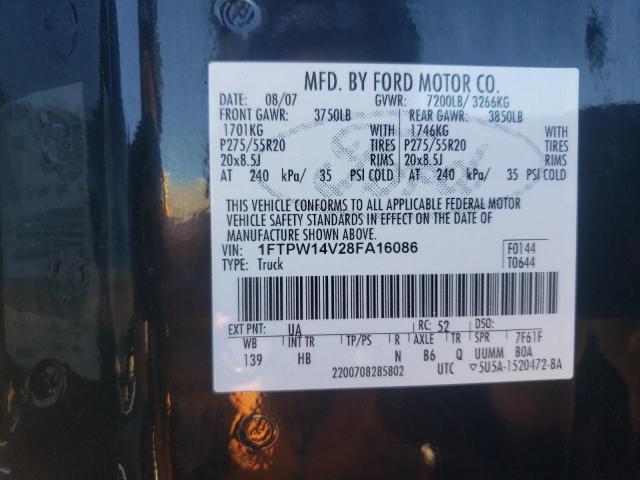 MFD. BY FORD MOTOR CO.
DATE: 08/07 GVWR: 7200LB/ 3266KG
FRONT GAWR: 3750LB REAR GAWR: 3850LB
1701KG WITH 1746KG WITH
P275/55R20 TIRES P275/55R20 TIRES
20x8.5J RIMS 20x8.5J RIMS
AT 240 kPa/ 35 PSI COLD AT 240 kPa/ 35 PSI COLD
THIS VEHICLE CONFORMS TO ALL APPLICABLE FEDERAL MOTOR
VEHICLE SAFETY STANDARDS IN EFFECT ON THE DATE OF
MANUFACTURE SHOWN ABOVE.
VIN: 1FTPW14V28FA16086 F0144
TYPE: Truck T0644
EXT PNT: UA RC: 52 DSO:
WB INT TR TP/PS R AXLE TR SPR 7F61F
139 HB N B6 Q UUMM BOA
2200708285802 UTC ▽5U5A-1520472-BA